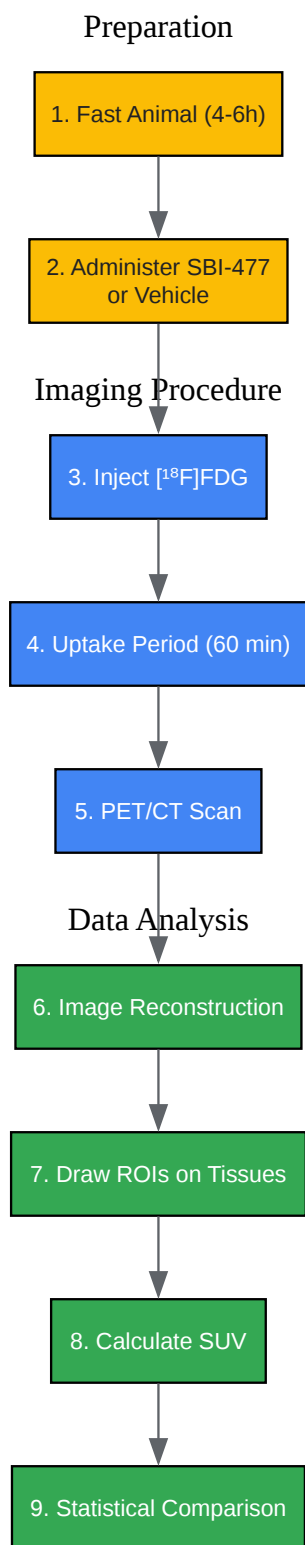 Preparation
1. Fast Animal (4-6h)
2. Administer SBI-477
or Vehicle
Imaging Procedure
3. Inject [¹⁸F]FDG
4. Uptake Period (60 min)
5. PET/CT Scan
Data Analysis
6. Image Reconstruction
7. Draw ROIs on Tissues
8. Calculate SUV
9. Statistical Comparison